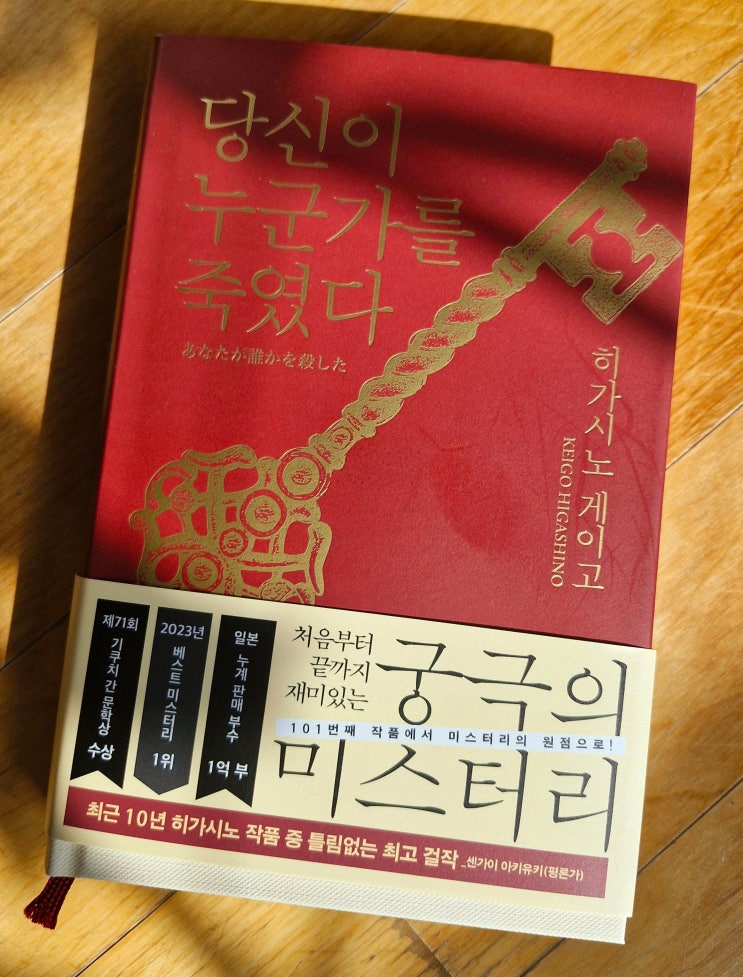 당신이
누군가를
죽였다
あなたが誰かを殺した
히가시노 게이고
KEIGO HIGASHINO
제71회
기쿠치 간 문학상
수상
2023년
베스트 미스터리
1위
일본
누계 판매 부수
1억 부
처음부터
끝까지
재미있는
궁극의
101번째 작품에서 미스터리의 원점으로!
미스터리
최근 10년 히가시노 작품 중 틀림없는 최고 걸작_센가이 아키유키(평론가)